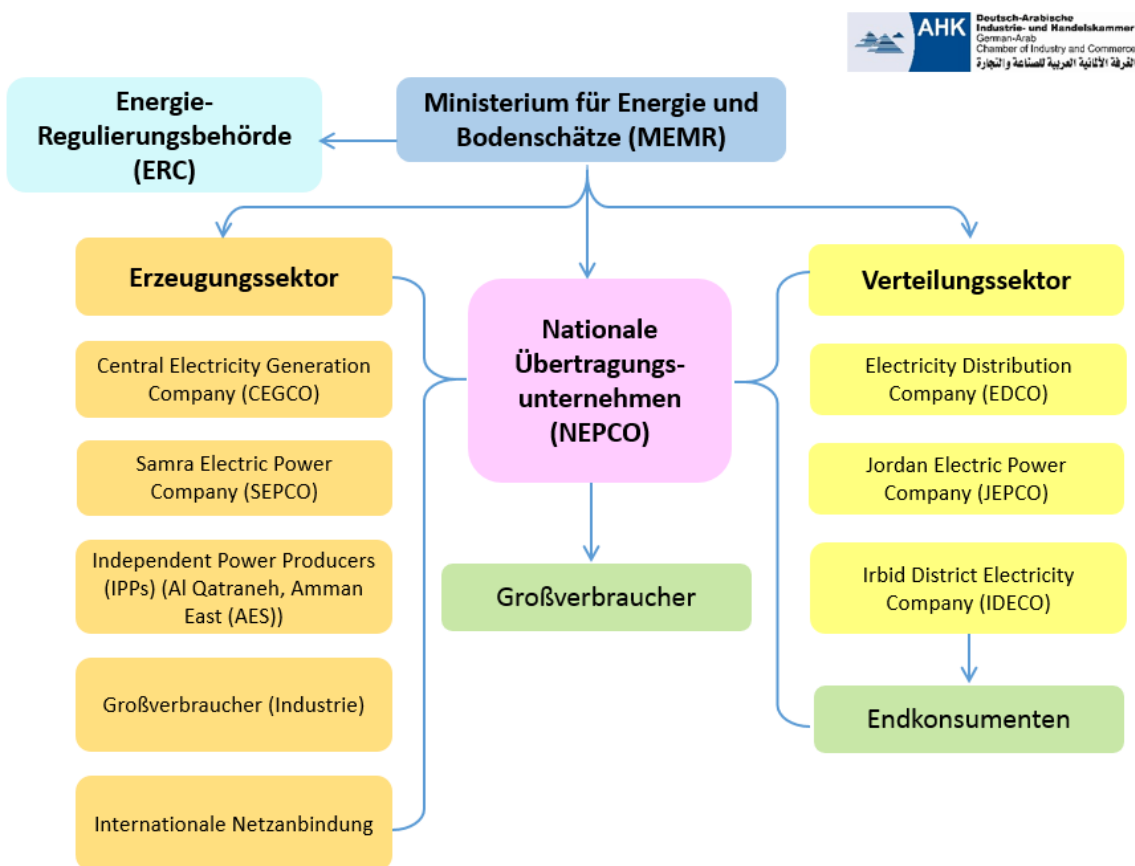 AHK
Deutsch-Arabische
Industrie- und Handelskammer
German-Arab
Chamber of Industry and Commerce
الغرفة الألمانية العربية للصناعة والتجارة
Energie-
Regulierungsbehörde
(ERC)
Ministerium für Energie und
Bodenschätze (MEMR)
Erzeugungssektor
Central Electricity Generation
Company (CEGCO)
Samra Electric Power
Company (SEPCO)
Independent Power Producers
(IPPs) (Al Qatraneh, Amman
East (AES))
Großverbraucher (Industrie)
Internationale Netzanbindung
Nationale
Übertragungs-
unternehmen
(NEPCO)
Großverbraucher
Verteilungssektor
Electricity Distribution
Company (EDCO)
Jordan Electric Power
Company (JEPCO)
Irbid District Electricity
Company (IDECO)
Endkonsumenten